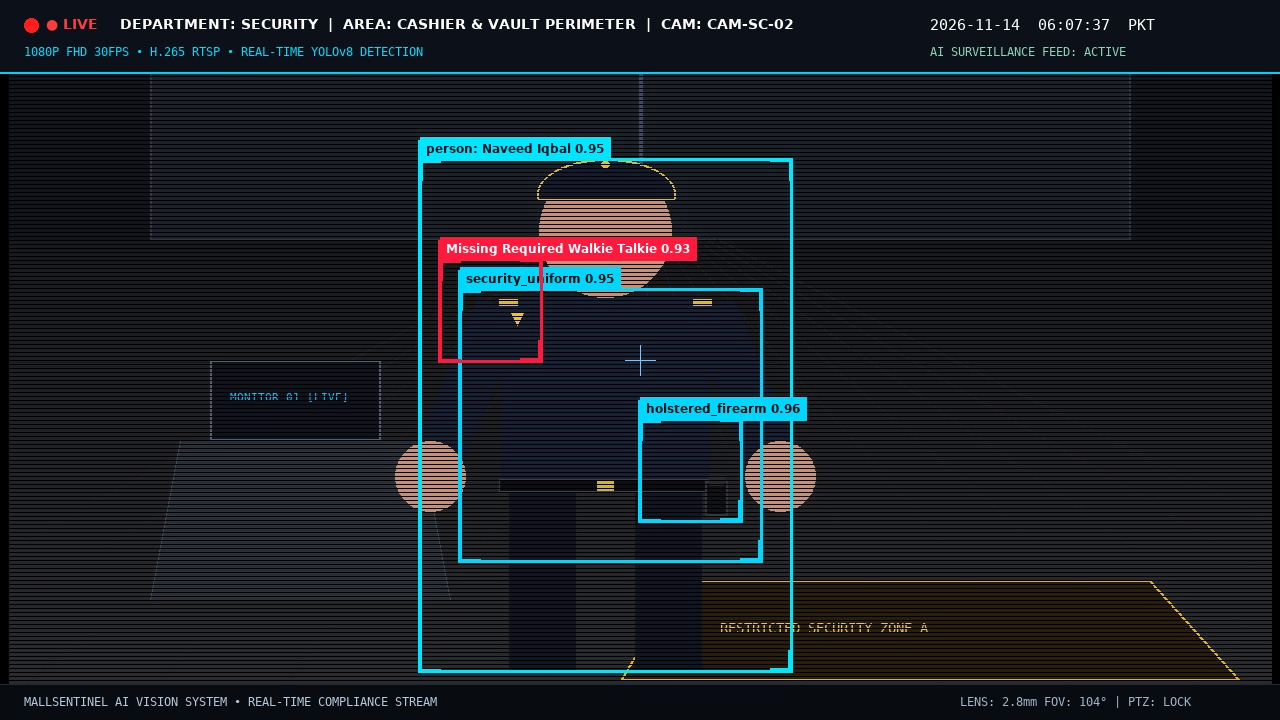 LIVE DEPARTMENT: SECURITY | AREA: CASHIER & VAULT PERIMETER | CAM: CAM-SC-02 2026-11-14 06:07:37 PKT
1080P FHD 30FPS • H.265 RTSP • REAL-TIME YOLOv8 DETECTION AI SURVEILLANCE FEED: ACTIVE
person: Naveed Iqbal 0.95
Missing Required Walkie Talkie 0.93
security_uniform 0.95
MONITOR 01 [LIVE]
holstered_firearm 0.96
RESTRICTED SECURITY ZONE A
MALLSENTINEL AI VISION SYSTEM • REAL-TIME COMPLIANCE STREAM LENS: 2.8mm FOV: 104° | PTZ: LOCK